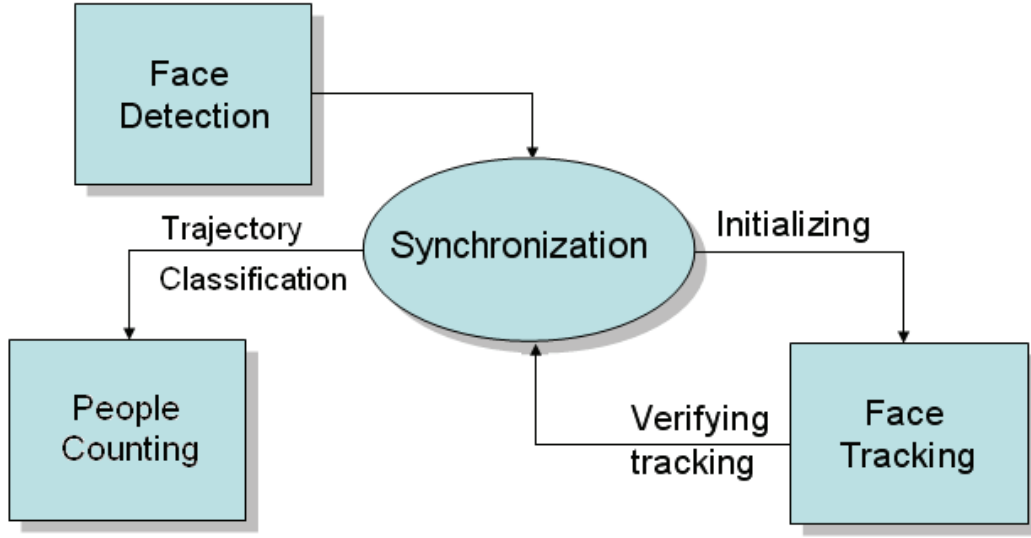 Face
Detection
Trajectory
Classification
Synchronization
Initializing
People
Counting
Verifying
tracking
Face
Tracking